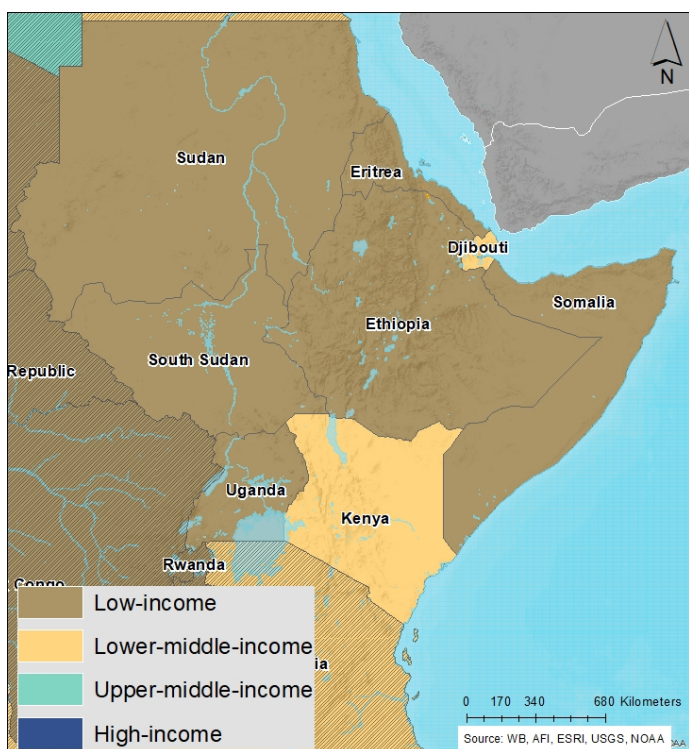 N
Sudan
Eritrea
Djibouti
Somalia
Ethiopia
South Sudan
Republic
Uganda
Kenya
Rwanda
Congo
Low-income
Lower-middle-income
ia
Upper-middle-income
High-income
0 170 340 680 Kilometers
Source: WB, AFI, ESRI, USGS, NOAA